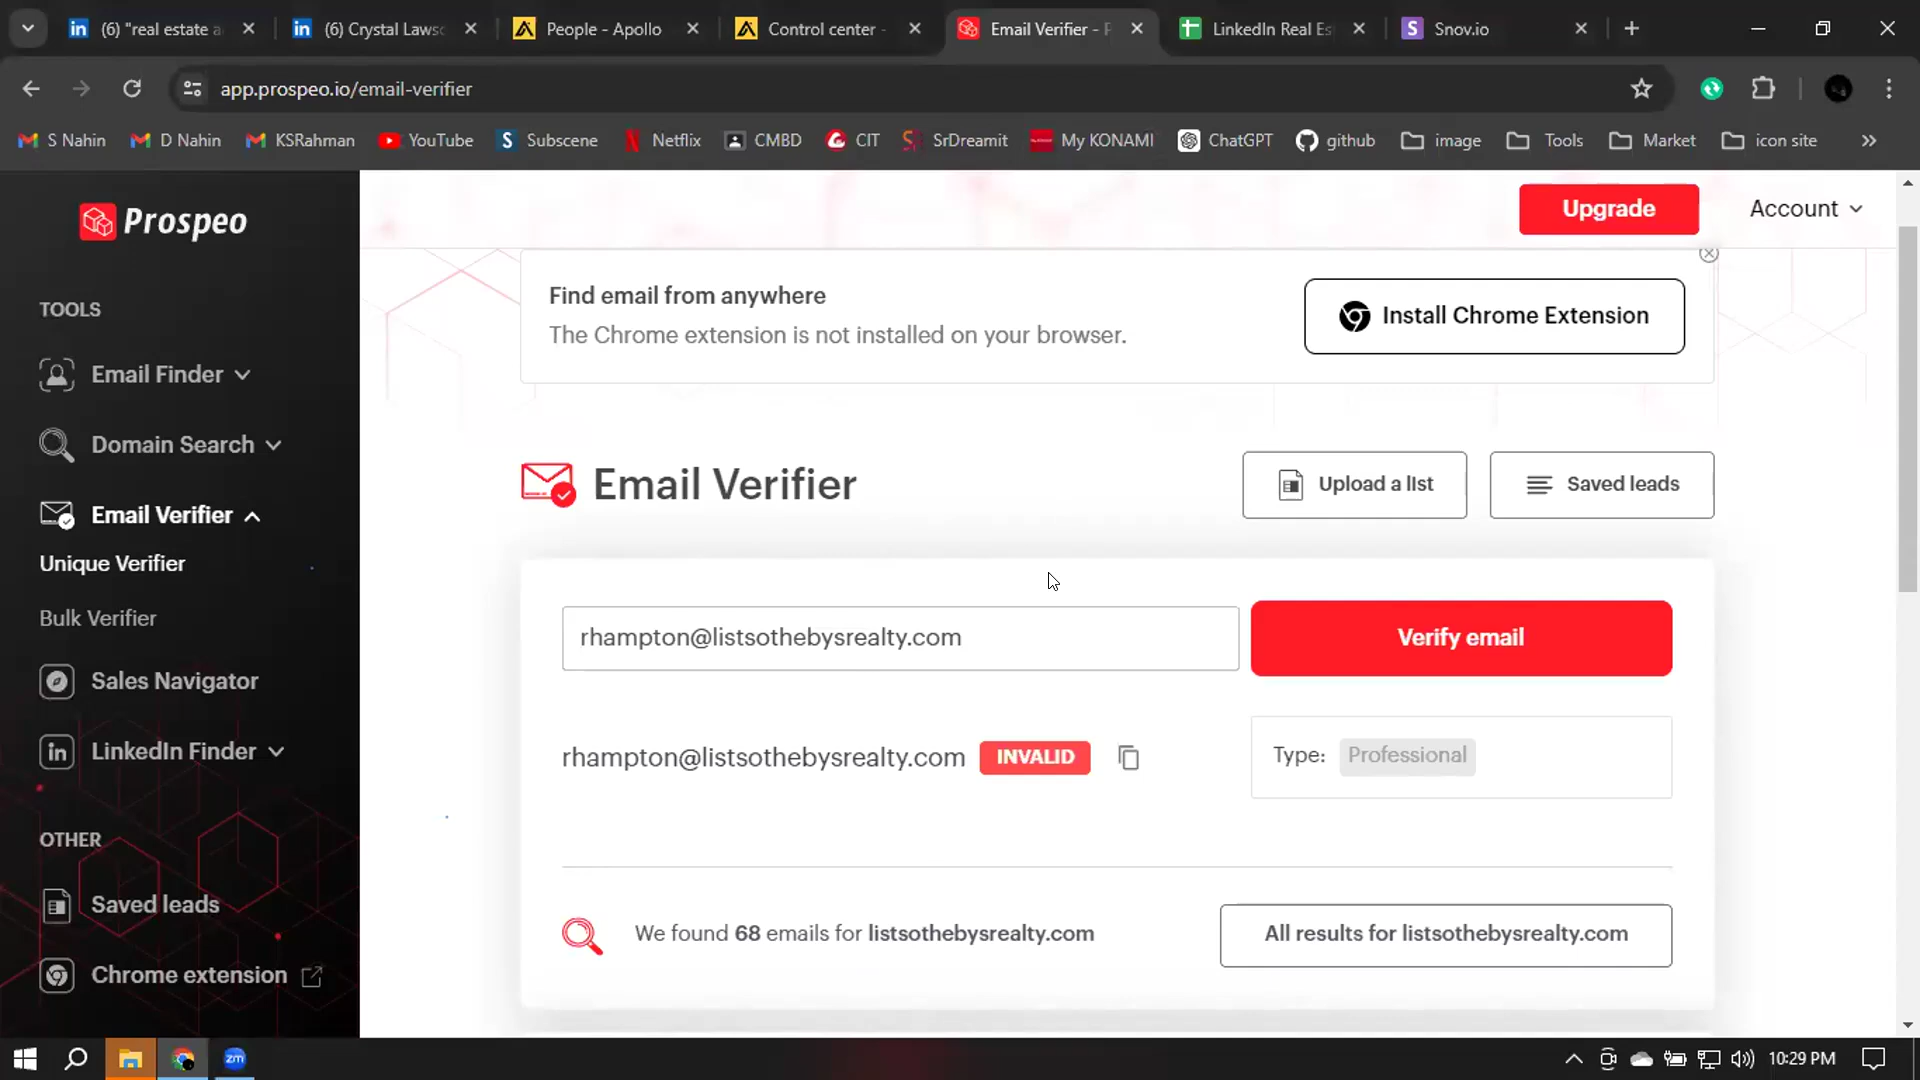 (6) "real estate a
(6) Crystal Laws
People - Apollo
Control center -
Email Verifier - P
LinkedIn Real Es
S
Snov.io
app.prospeo.io/email-verifier
S Nahin
D Nahin
KSRahman
YouTube
Subscene
Netflix
CMBD
CIT
SrDreamit
My KONAMI
ChatGPT
github
image
Tools
Market
icon site
Prospeo
Upgrade
Account
TOOLS
Email Finder
Domain Search
Email Verifier
Unique Verifier
Bulk Verifier
Sales Navigator
LinkedIn Finder
OTHER
Saved leads
Chrome extension
Find email from anywhere
The Chrome extension is not installed on your browser.
Install Chrome Extension
Email Verifier
Upload a list
Saved leads
rhampton@listsothebysrealty.com
Verify email
rhampton@listsothebysrealty.com INVALID
Type: Professional
We found 68 emails for listsothebysrealty.com
All results for listsothebysrealty.com
zm
10:29 PM